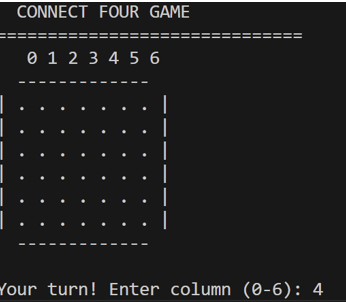 CONNECT FOUR GAME
=============================
0 1 2 3 4 5 6
-------------
| . . . . . . . |
| . . . . . . . |
| . . . . . . . |
| . . . . . . . |
| . . . . . . . |
| . . . . . . . |
-------------
Your turn! Enter column (0-6): 4